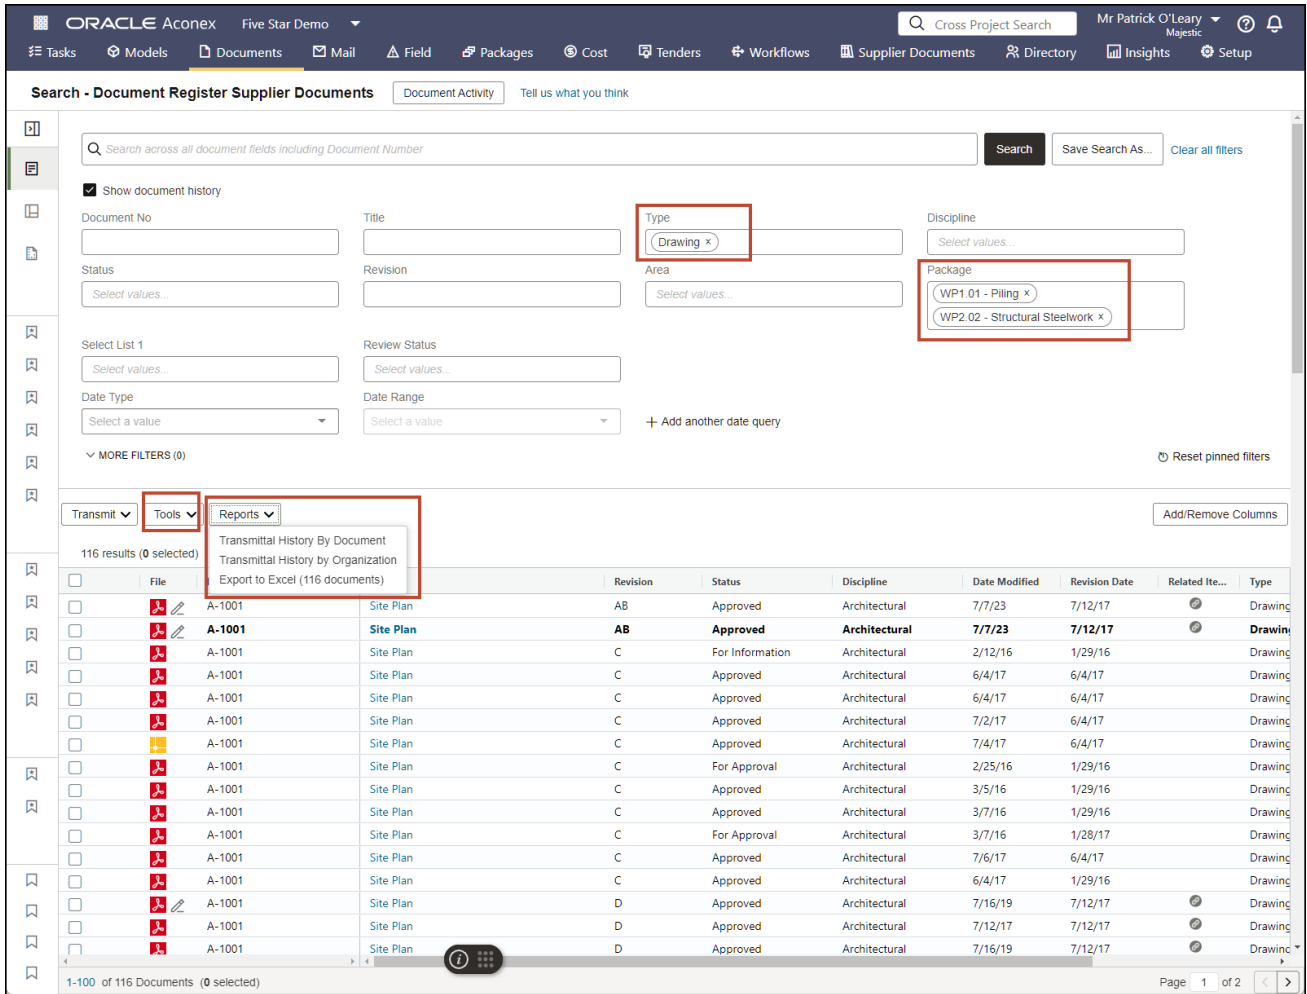 ORACLE Aconex Five Star Demo Cross Project Search Mr Patrick O'Leary
Majestic
Tasks Models Documents Mail Field Packages Cost Tenders Workflows Supplier Documents Directory Insights Setup
Search - Document Register Supplier Documents Document Activity Tell us what you think
Search across all document fields including Document Number Search Save Search As... Clear all filters
Show document history
Document No Title Type Discipline
Drawing × Select values...
Status Revision Area Package
Select values... Select values... WP1.01 - Piling ×
WP2.02 - Structural Steelwork ×
Select List 1 Review Status
Select values... Select values...
Date Type Date Range
Select a value Select a value + Add another date query
MORE FILTERS (0) Reset pinned filters
Transmit Tools Reports Add/Remove Columns
Transmittal History By Document
116 results (0 selected) Transmittal History by Organization
Export to Excel (116 documents)
File Revision Status Discipline Date Modified Revision Date Related Ite... Type
A-1001 Site Plan AB Approved Architectural 7/7/23 7/12/17 Drawing
A-1001 Site Plan AB Approved Architectural 7/7/23 7/12/17 Drawing
A-1001 Site Plan C For Information Architectural 2/12/16 1/29/16 Drawing
A-1001 Site Plan C Approved Architectural 6/4/17 6/4/17 Drawing
A-1001 Site Plan C Approved Architectural 6/4/17 6/4/17 Drawing
A-1001 Site Plan C Approved Architectural 7/2/17 6/4/17 Drawing
A-1001 Site Plan C Approved Architectural 7/4/17 6/4/17 Drawing
A-1001 Site Plan C For Approval Architectural 2/25/16 1/29/16 Drawing
A-1001 Site Plan C Approved Architectural 3/5/16 1/29/16 Drawing
A-1001 Site Plan C Approved Architectural 3/7/16 1/29/16 Drawing
A-1001 Site Plan C For Approval Architectural 3/7/16 1/28/17 Drawing
A-1001 Site Plan C Approved Architectural 7/6/17 6/4/17 Drawing
A-1001 Site Plan C Approved Architectural 6/4/17 1/29/16 Drawing
A-1001 Site Plan D Approved Architectural 7/16/19 7/12/17 Drawing
A-1001 Site Plan D Approved Architectural 7/12/17 7/12/17 Drawing
A-1001 Site Plan D Approved Architectural 7/16/19 7/12/17 Drawing
1-100 of 116 Documents (0 selected) Page 1 of 2